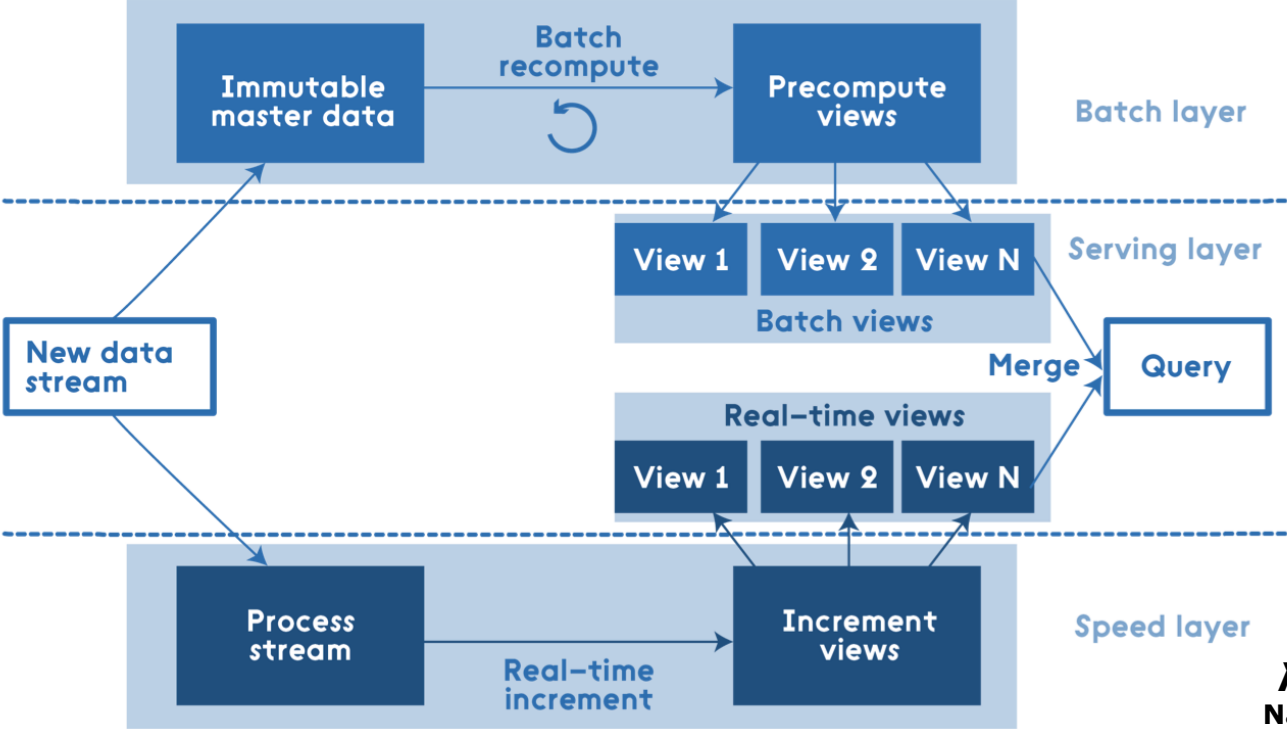 Batch
recompute
Immutable
master data
Precompute
views
Batch layer
View 1
View 2
View N
Serving layer
Batch views
New data
stream
Merge
Query
Real-time views
View 1
View 2
View N
Process
stream
Real-time
increment
Increment
views
Speed layer